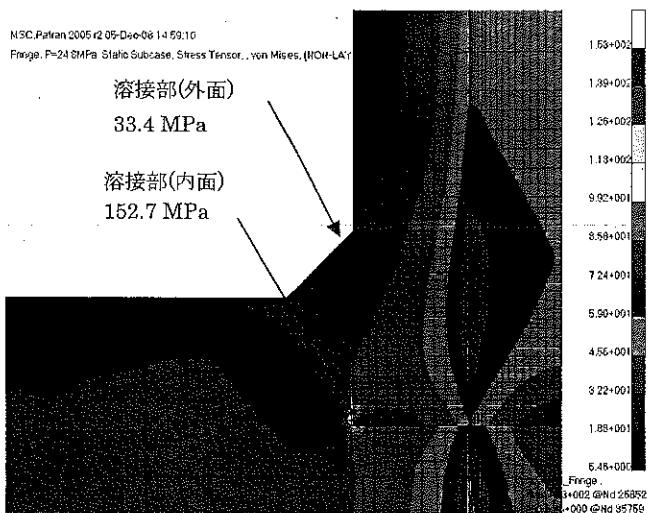 MSC.Patran 2005 r2 05-Dec-08 14:59:10
Fringe, P=24.8MPa Static Subcase, Stress Tensor, , von Mises, (NON-LAY
溶接部(外面)
33.4 MPa
溶接部(内面)
152.7 MPa
1.53+002
1.39+002
1.26+002
1.13+002
9.92+001
8.58+001
7.24+001
5.90+001
4.56+001
3.22+001
1.88+001
5.46+000
_Fringe .
3+002 @Nd 26852
+000 @Nd 35759